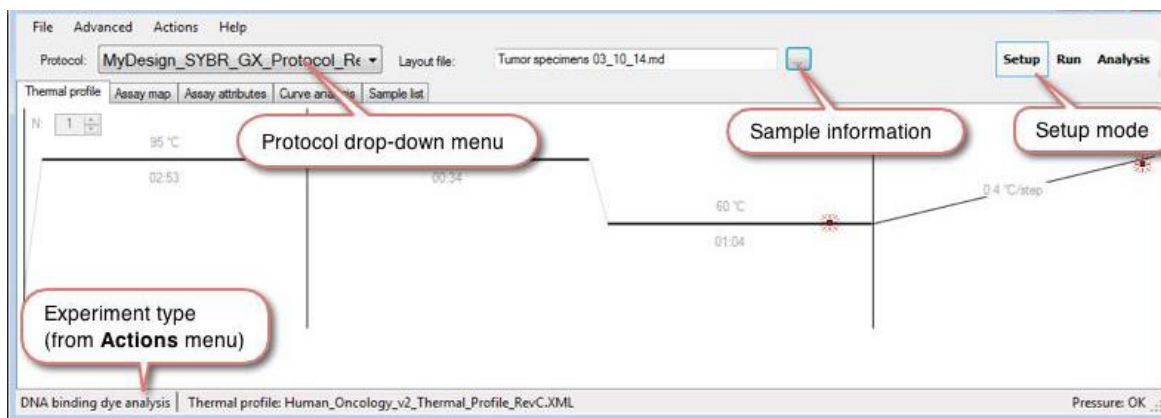 File Advanced Actions Help
Protocol: MyDesign_SYBR_GX_Protocol_Re Layout file: Tumor specimens 03_10_14.md Setup Run Analysis
Thermal profile Assay map Assay attributes Curve analysis Sample list
N: 1
Protocol drop-down menu
Sample information
Setup mode
95 °C
02:53
00:34
60 °C
01:04
0.4 °C/step
Experiment type
(from Actions menu)
DNA binding dye analysis Thermal profile: Human_Oncology_v2_Thermal_Profile_RevC.XML Pressure: OK